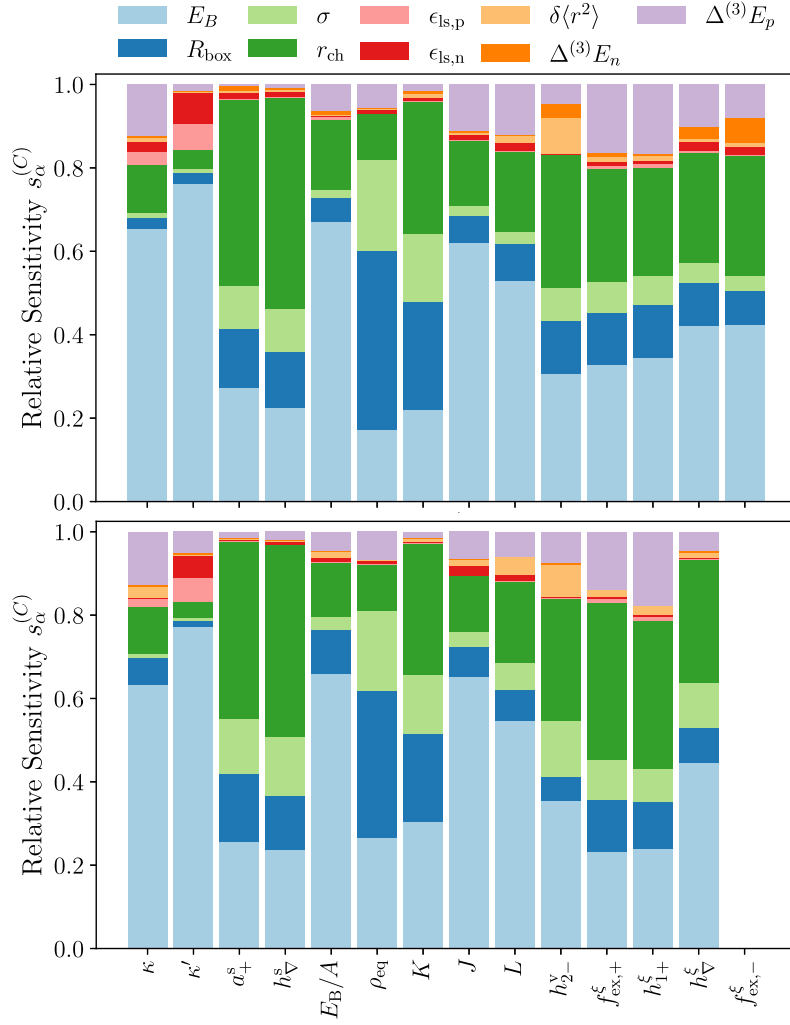 E_B σ ϵ_ls,p δ⟨r²⟩ Δ^(3)E_p
R_box r_ch ϵ_ls,n Δ^(3)E_n
1.0
0.8
0.6
0.4
0.2
0.0
Relative Sensitivity s_α^(C)
1.0
0.8
0.6
0.4
0.2
0.0
Relative Sensitivity s_α^(C)
κ κ′ a_+^s h_∇^s E_B/A ρ_eq K J L h_2−^v f_ex,+^ξ h_1+^ξ h_∇^ξ f_ex,−^ξ